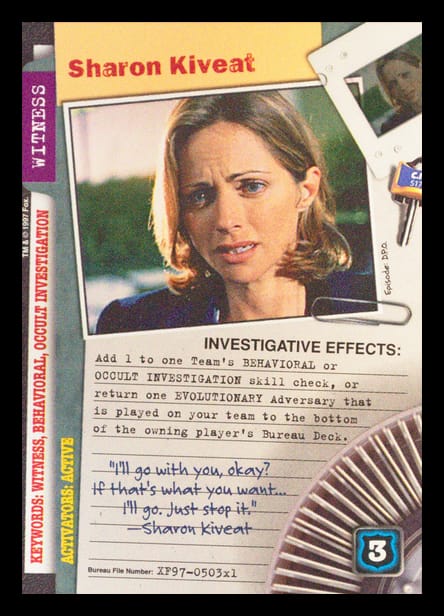 Sharon Kiveat
WITNESS
TM & © 1997 Fox.
KEYWORDS: WITNESS, BEHAVIORAL, OCCULT INVESTIGATION
ACTIVATORS: ACTIVE
Episode: D.P.O.
INVESTIGATIVE EFFECTS:
Add 1 to one Team's BEHAVIORAL or
OCCULT INVESTIGATION skill check, or
return one EVOLUTIONARY Adversary that
is played on your team to the bottom
of the owning player's Bureau Deck.
"I'll go with you, okay?
If that's what you want...
I'll go. Just stop it."
—Sharon Kiveat
Bureau File Number: XF97-0503x1
3